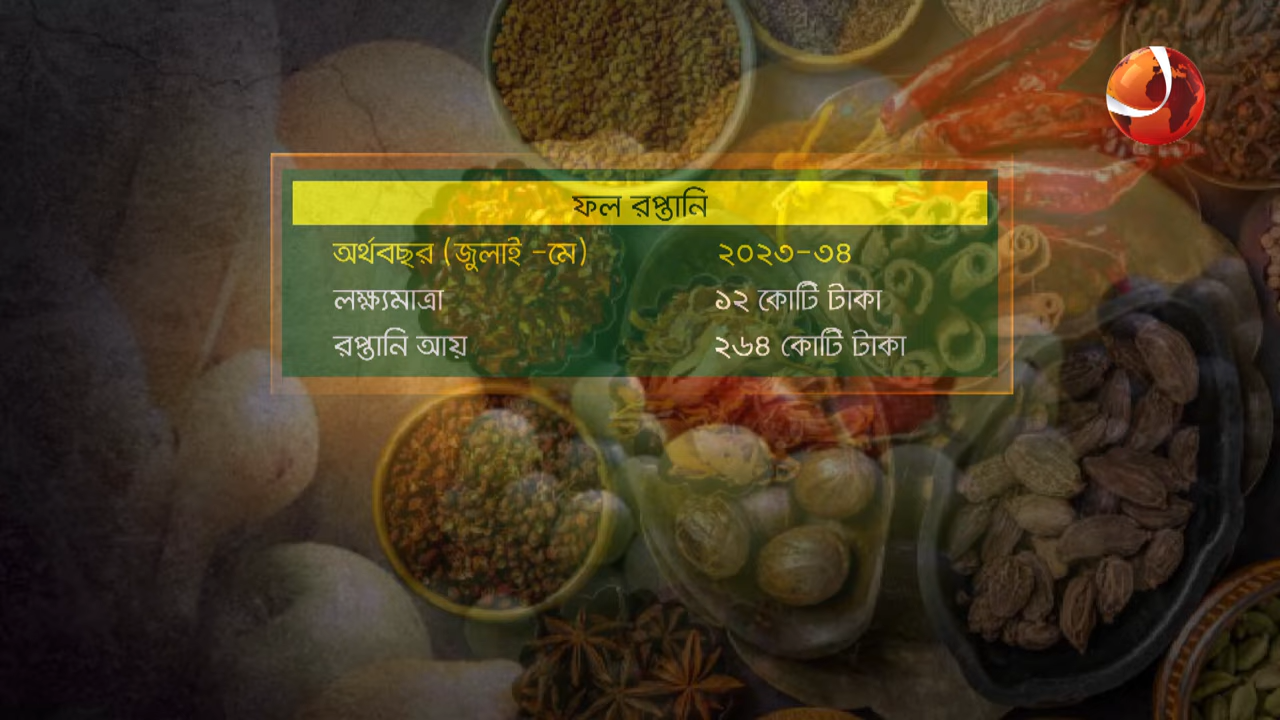 ফল রপ্তানি
অর্থবছর (জুলাই -মে) ২০২৩-৩৪
লক্ষ্যমাত্রা ১২ কোটি টাকা
রপ্তানি আয় ২৬৪ কোটি টাকা